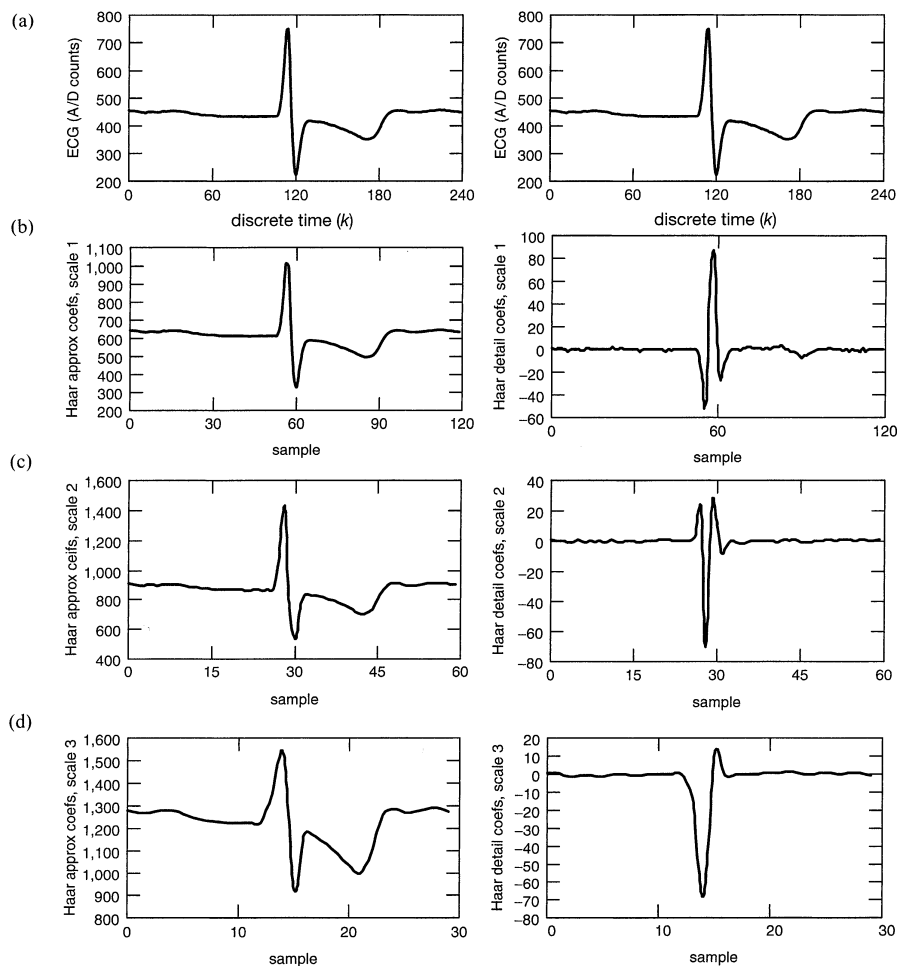 (a)
ECG (A/D counts)
800
700
600
500
400
300
200
0 60 120 180 240
discrete time (k)
ECG (A/D counts)
800
700
600
500
400
300
200
0 60 120 180 240
discrete time (k)
(b)
Haar approx coefs, scale 1
1,100
1,000
900
800
700
600
500
400
300
200
0 30 60 90 120
sample
Haar detail coefs, scale 1
100
80
60
40
20
0
−20
−40
−60
0 60 120
sample
(c)
Haar approx ceifs, scale 2
1,600
1,400
1,200
1,000
800
600
400
0 15 30 45 60
sample
Haar detail coefs, scale 2
40
20
0
−20
−40
−60
−80
0 15 30 45 60
sample
(d)
Haar approx coefs, scale 3
1,600
1,500
1,400
1,300
1,200
1,100
1,000
900
800
0 10 20 30
sample
Haar detail coefs, scale 3
20
10
0
−10
−20
−30
−40
−50
−60
−70
−80
0 10 20 30
sample